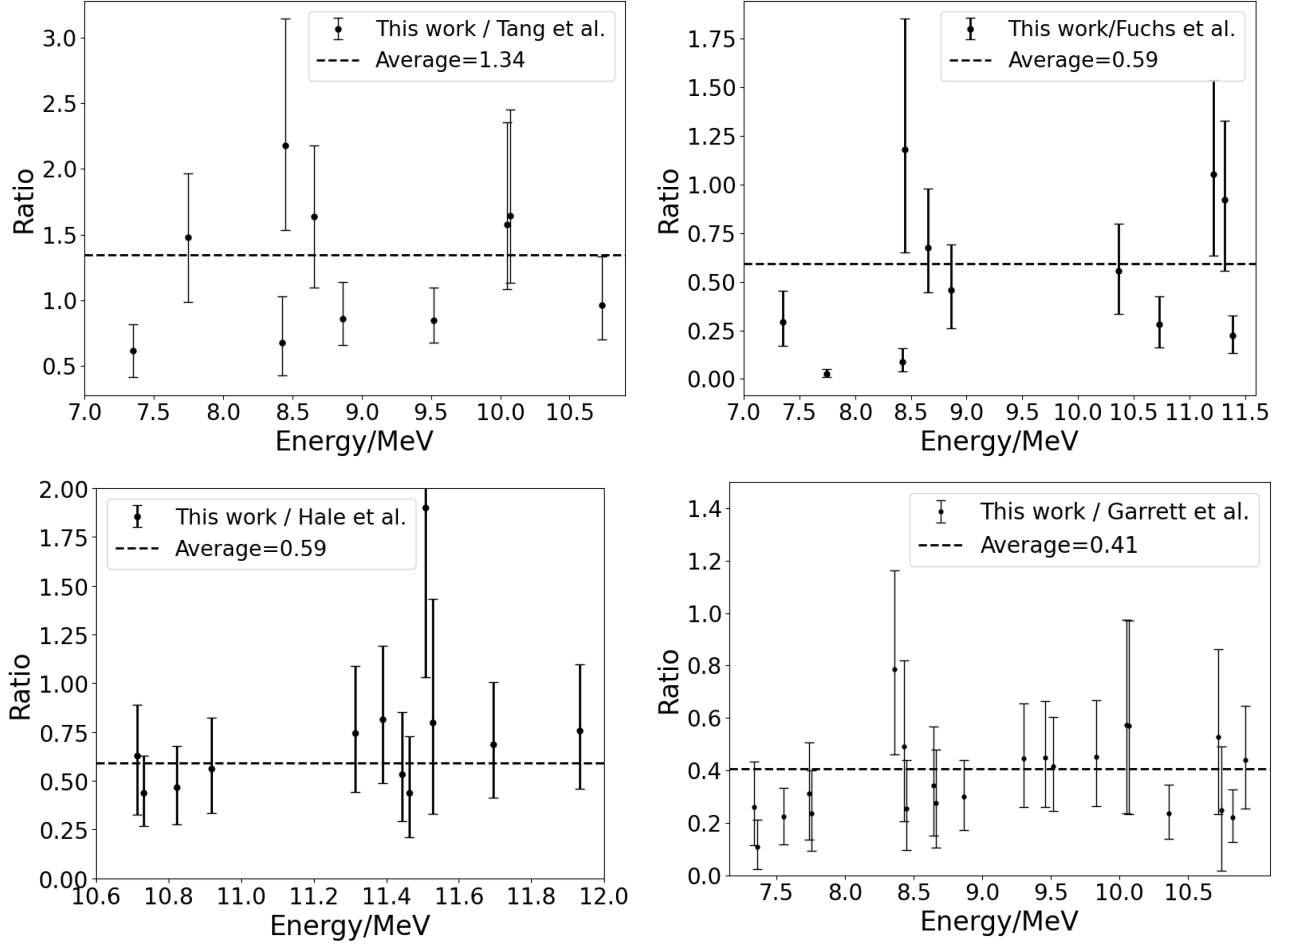 This work / Tang et al.
Average=1.34
3.0
2.5
2.0
1.5
1.0
0.5
Ratio
7.0 7.5 8.0 8.5 9.0 9.5 10.0 10.5
Energy/MeV
This work/Fuchs et al.
Average=0.59
1.75
1.50
1.25
1.00
0.75
0.50
0.25
0.00
Ratio
7.0 7.5 8.0 8.5 9.0 9.5 10.0 10.5 11.0 11.5
Energy/MeV
This work / Hale et al.
Average=0.59
2.00
1.75
1.50
1.25
1.00
0.75
0.50
0.25
0.00
Ratio
10.6 10.8 11.0 11.2 11.4 11.6 11.8 12.0
Energy/MeV
This work / Garrett et al.
Average=0.41
1.4
1.2
1.0
0.8
0.6
0.4
0.2
0.0
Ratio
7.5 8.0 8.5 9.0 9.5 10.0 10.5
Energy/MeV